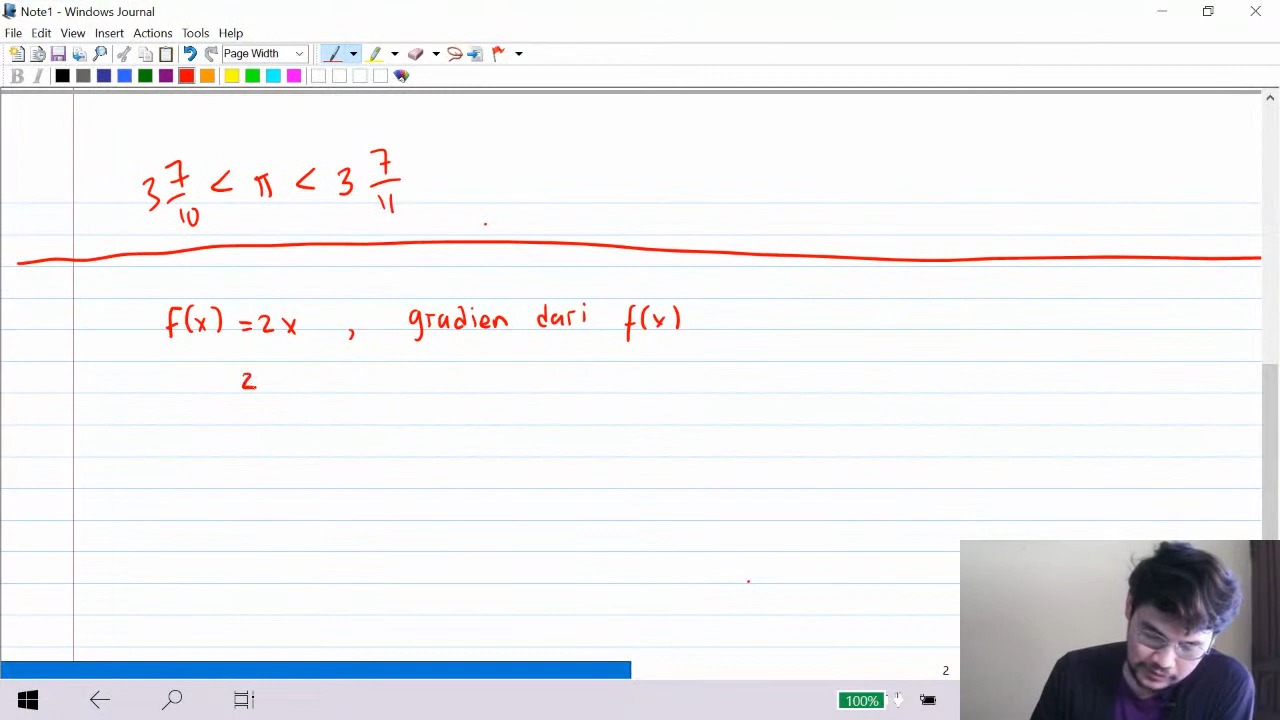 Note1 - Windows Journal
File Edit View Insert Actions Tools Help
Page Width
B I
3 7/10 < π < 3 7/11
f(x) = 2x , gradien dari f(x)
2
2
100%